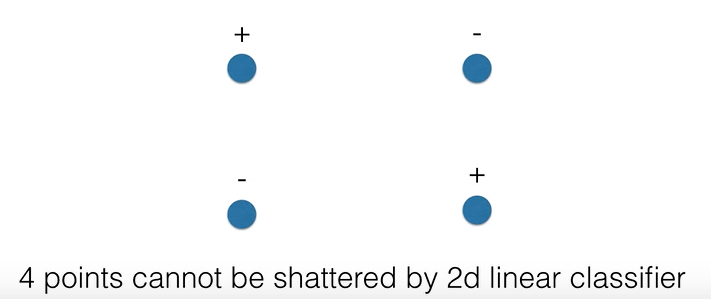 + -
- +
4 points cannot be shattered by 2d linear classifier